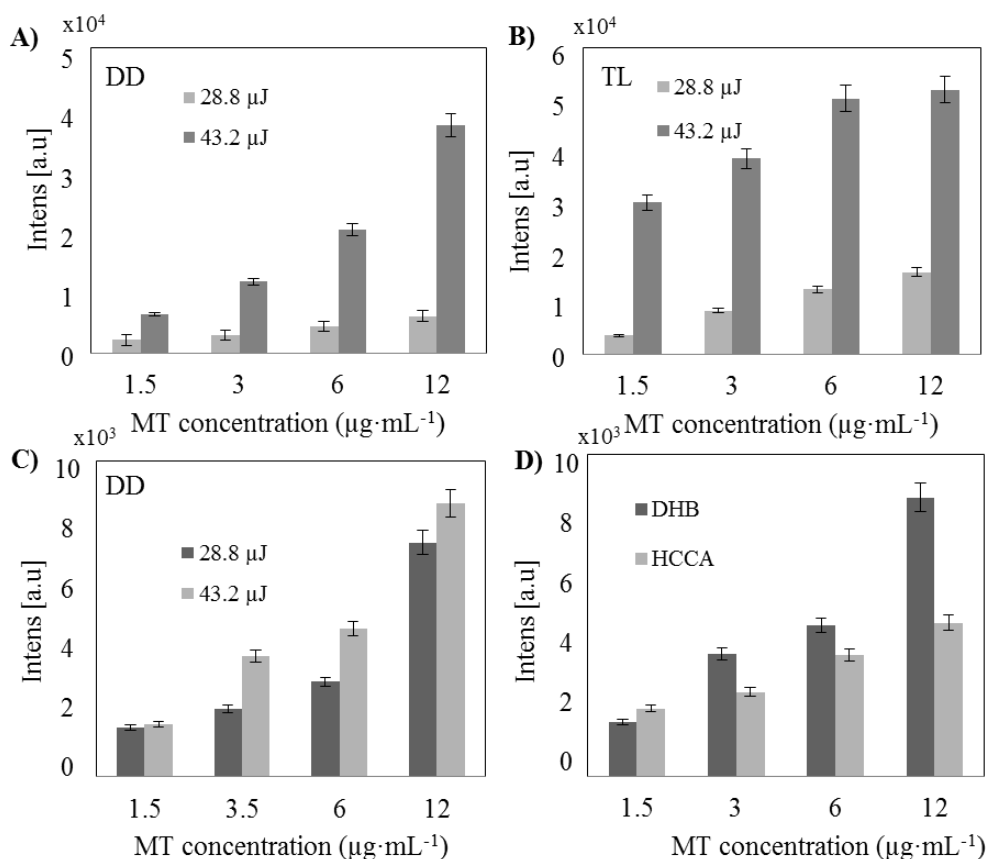 A)
x10⁴
5
4
3
2
1
0
Intens [a.u]
DD
28.8 µJ
43.2 µJ
1.5 3 6 12
MT concentration (µg·mL⁻¹)
B)
x10⁴
6
5
4
3
2
1
0
Intens [a.u]
TL
28.8 µJ
43.2 µJ
1.5 3 6 12
MT concentration (µg·mL⁻¹)
C)
x10³
10
8
6
4
2
0
Intens [a.u]
DD
28.8 µJ
43.2 µJ
1.5 3.5 6 12
MT concentration (µg·mL⁻¹)
D)
x10³
10
8
6
4
2
0
Intens [a.u]
DHB
HCCA
1.5 3 6 12
MT concentration (µg·mL⁻¹)